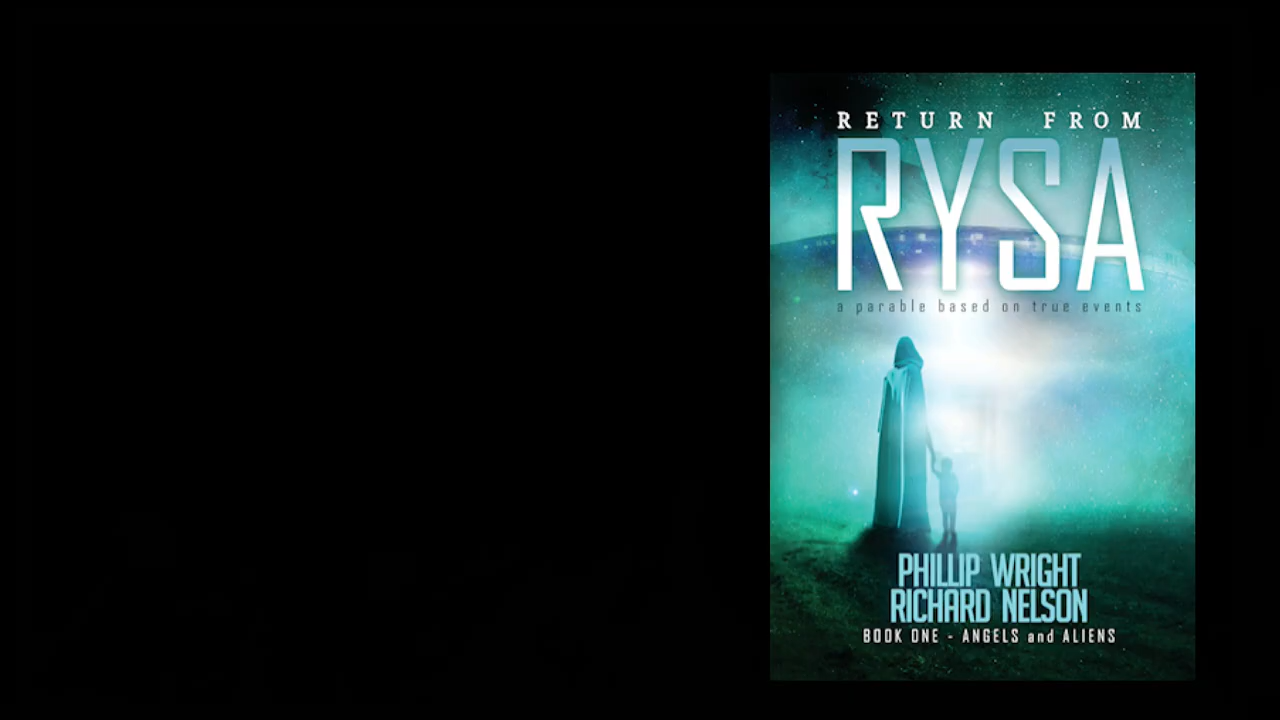 RETURN FROM
RYSA
a parable based on true events
PHILLIP WRIGHT
RICHARD NELSON
BOOK ONE - ANGELS and ALIENS